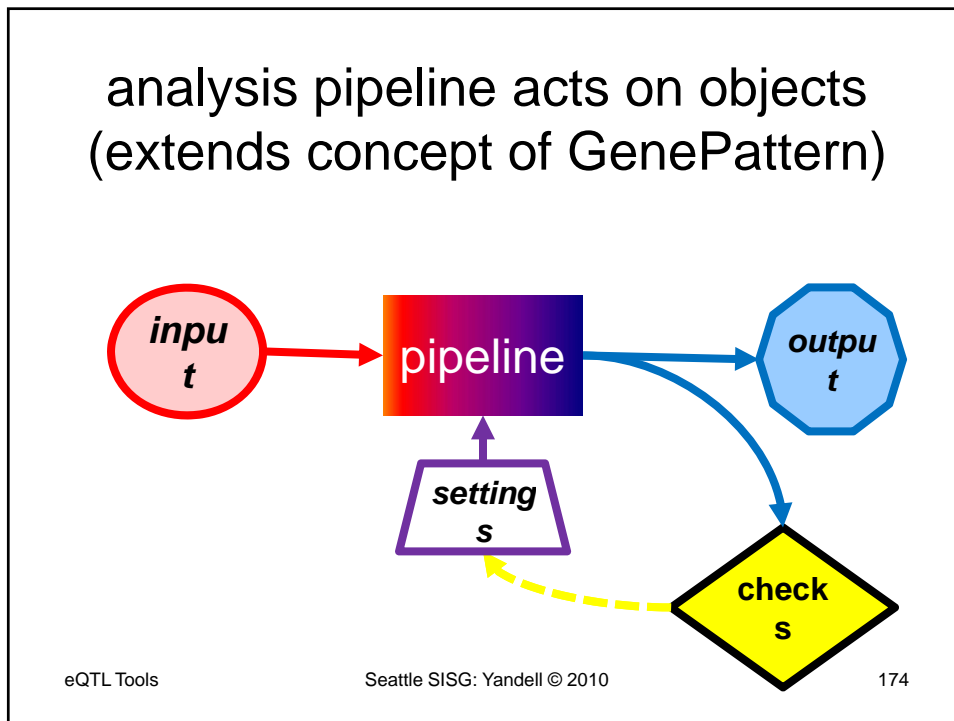 analysis pipeline acts on objects
(extends concept of GenePattern)
inpu
t
pipeline
outpu
t
setting
s
check
s
eQTL Tools
Seattle SISG: Yandell © 2010
174